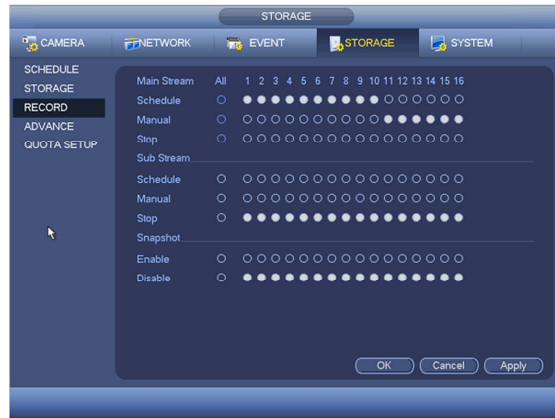 STORAGE
CAMERA NETWORK EVENT STORAGE SYSTEM
SCHEDULE
STORAGE
RECORD
ADVANCE
QUOTA SETUP
Main Stream All 1 2 3 4 5 6 7 8 9 10 11 12 13 14 15 16
Schedule
Manual
Stop
Sub Stream
Schedule
Manual
Stop
Snapshot
Enable
Disable
OK Cancel Apply